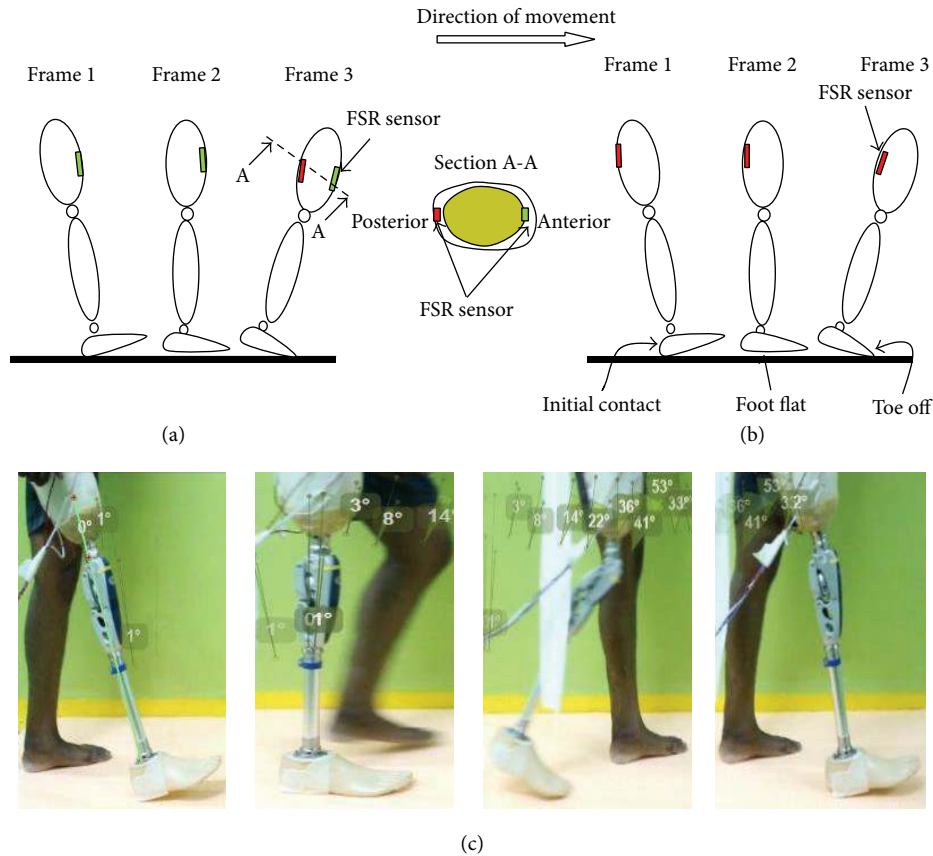 Direction of movement
Frame 1
Frame 2
Frame 3
FSR sensor
A
A
Section A-A
Posterior
Anterior
FSR sensor
Frame 1
Frame 2
Frame 3
FSR sensor
Initial contact
Foot flat
Toe off
(a)
(b)
0° 1°
1°
3°
8°
14°
1°
1°
3°
8°
14°
22°
36°
41°
53°
33°
1°
36°
41°
53°
(c)